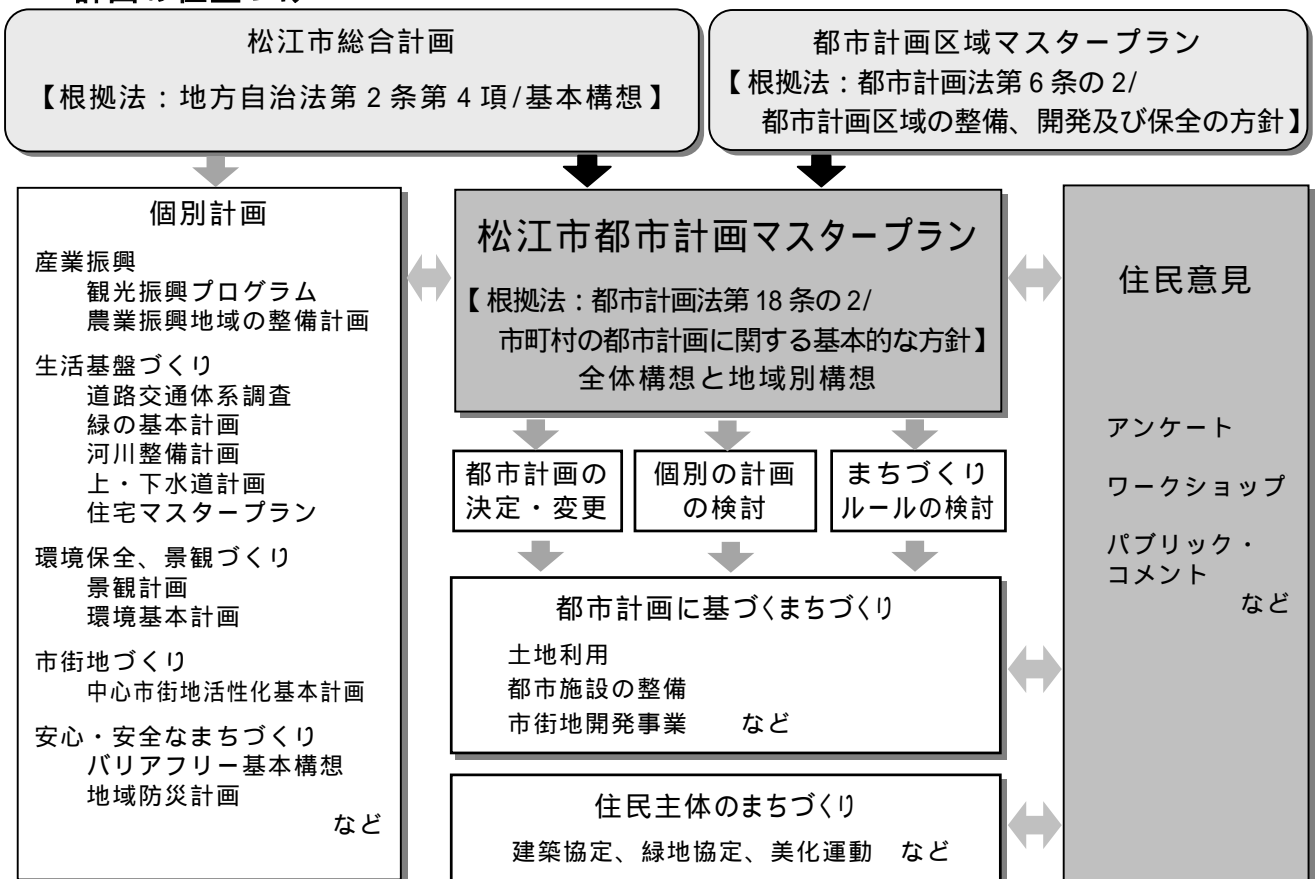 松江市総合計画
【根拠法：地方自治法第2条第4項/基本構想】
都市計画区域マスタープラン
【根拠法：都市計画法第6条の2/
都市計画区域の整備、開発及び保全の方針】
個別計画
産業振興
観光振興プログラム
農業振興地域の整備計画
生活基盤づくり
道路交通体系調査
緑の基本計画
河川整備計画
上・下水道計画
住宅マスタープラン
環境保全、景観づくり
景観計画
環境基本計画
市街地づくり
中心市街地活性化基本計画
安心・安全なまちづくり
バリアフリー基本構想
地域防災計画
など
松江市都市計画マスタープラン
【根拠法：都市計画法第18条の2/
市町村の都市計画に関する基本的な方針】
全体構想と地域別構想
都市計画の
決定・変更
個別の計画
の検討
まちづくり
ルールの検討
都市計画に基づくまちづくり
土地利用
都市施設の整備
市街地開発事業　など
住民主体のまちづくり
建築協定、緑地協定、美化運動　など
住民意見
アンケート
ワークショップ
パブリック・
コメント
など